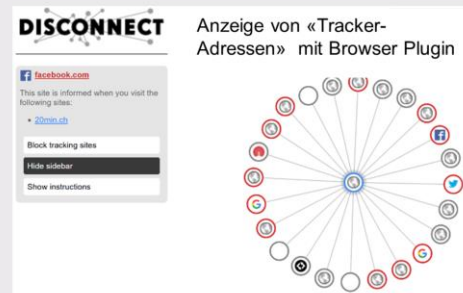 DISCONNECT
facebook.com
This site is informed when you visit the
following sites:
• 20min.ch
Block tracking sites
Hide sidebar
Show instructions
Anzeige von «Tracker-
Adressen» mit Browser Plugin